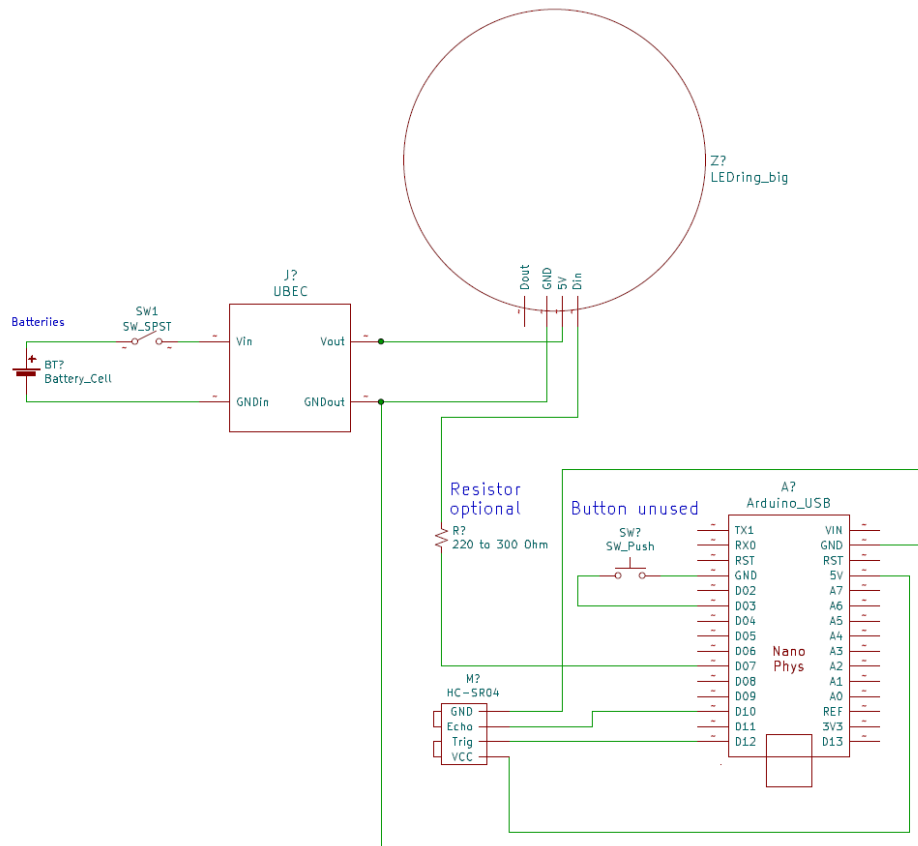 Z?
LEDring_big
Dout
GND
5V
Din
J?
UBEC
Batteriies
SW1
SW_SPST
Vin
Vout
BT?
Battery_Cell
GNDin
GNDout
Resistor
optional
Button unused
A?
Arduino_USB
R?
220 to 300 Ohm
SW?
SW_Push
TX1
VIN
RX0
GND
RST
RST
GND
5V
D02
A7
D03
A6
D04
A5
D05
A4
D06
A3
Nano
Phys
D07
A2
D08
A1
D09
A0
D10
REF
D11
3V3
D12
D13
M?
HC-SR04
GND
Echo
Trig
VCC